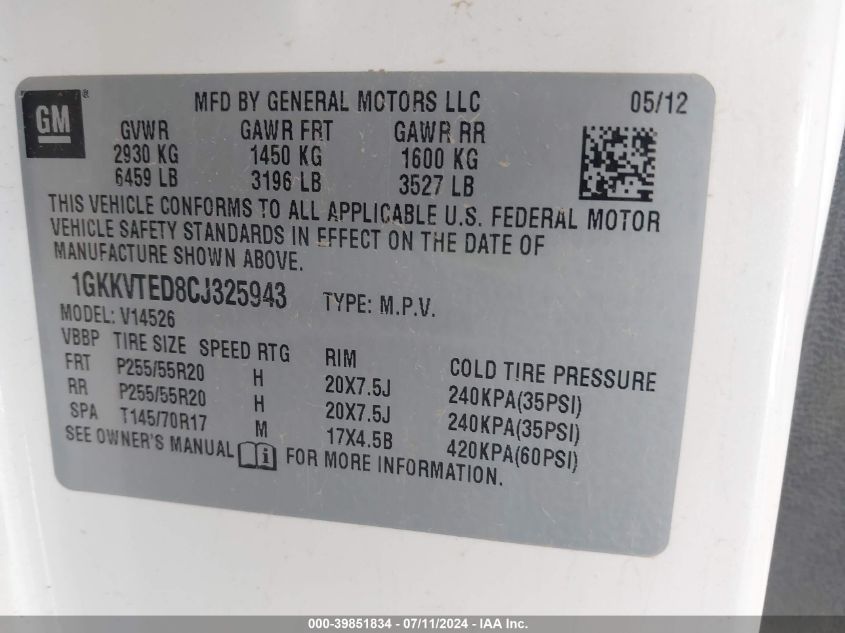 GM ®
MFD BY GENERAL MOTORS LLC 05/12
GVWR GAWR FRT GAWR RR
2930 KG 1450 KG 1600 KG
6459 LB 3196 LB 3527 LB
THIS VEHICLE CONFORMS TO ALL APPLICABLE U.S. FEDERAL MOTOR
VEHICLE SAFETY STANDARDS IN EFFECT ON THE DATE OF
MANUFACTURE SHOWN ABOVE.
1GKKVTED8CJ325943 TYPE: M.P.V.
MODEL: V14526
VBBP TIRE SIZE SPEED RTG RIM COLD TIRE PRESSURE
FRT P255/55R20 H 20X7.5J 240KPA(35PSI)
RR P255/55R20 H 20X7.5J 240KPA(35PSI)
SPA T145/70R17 M 17X4.5B 420KPA(60PSI)
SEE OWNER'S MANUAL i FOR MORE INFORMATION.
000-39851834 - 07/11/2024 - IAA Inc.